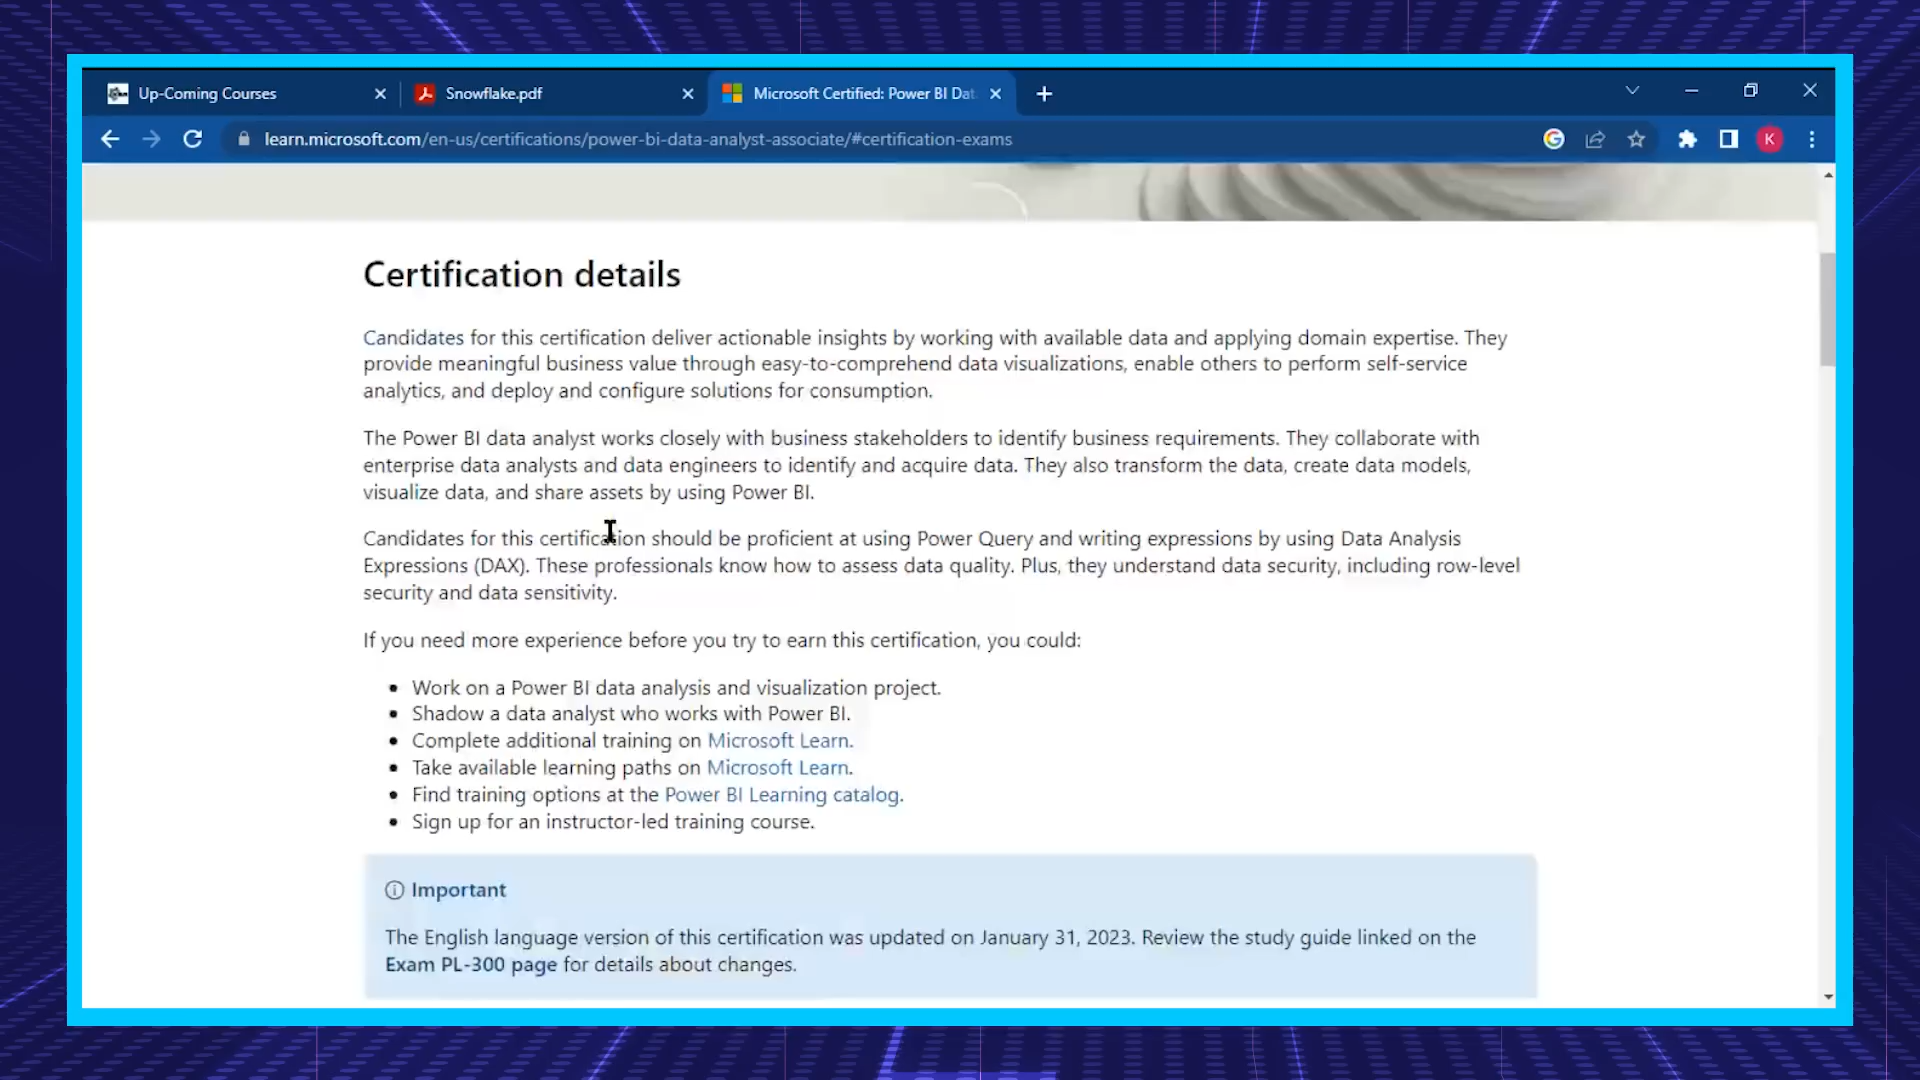 Up-Coming Courses
Snowflake.pdf
Microsoft Certified: Power BI Dat
learn.microsoft.com/en-us/certifications/power-bi-data-analyst-associate/#certification-exams
K
Certification details
Candidates for this certification deliver actionable insights by working with available data and applying domain expertise. They
provide meaningful business value through easy-to-comprehend data visualizations, enable others to perform self-service
analytics, and deploy and configure solutions for consumption.
The Power BI data analyst works closely with business stakeholders to identify business requirements. They collaborate with
enterprise data analysts and data engineers to identify and acquire data. They also transform the data, create data models,
visualize data, and share assets by using Power BI.
Candidates for this certification should be proficient at using Power Query and writing expressions by using Data Analysis
Expressions (DAX). These professionals know how to assess data quality. Plus, they understand data security, including row-level
security and data sensitivity.
If you need more experience before you try to earn this certification, you could:
• Work on a Power BI data analysis and visualization project.
• Shadow a data analyst who works with Power BI.
• Complete additional training on Microsoft Learn.
• Take available learning paths on Microsoft Learn.
• Find training options at the Power BI Learning catalog.
• Sign up for an instructor-led training course.
Important
The English language version of this certification was updated on January 31, 2023. Review the study guide linked on the
Exam PL-300 page for details about changes.